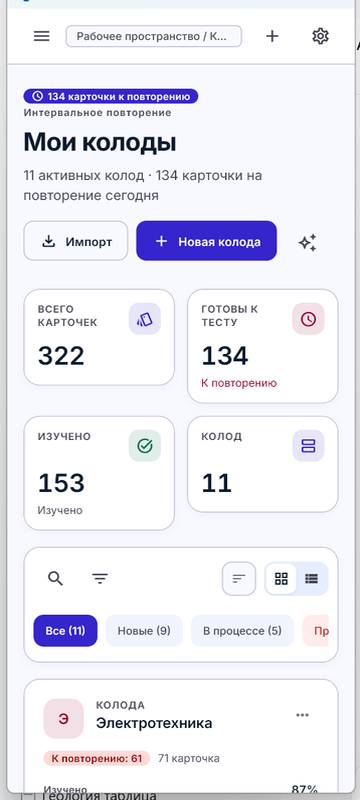 Рабочее пространство / К...
134 карточки к повторению
Интервальное повторение
Мои колоды
11 активных колод · 134 карточки на
повторение сегодня
Импорт
Новая колода
ВСЕГО
КАРТОЧЕК
322
ГОТОВЫ К
ТЕСТУ
134
К повторению
ИЗУЧЕНО
153
Изучено
КОЛОД
11
Все (11)
Новые (9)
В процессе (5)
Пр
Э
КОЛОДА
Электротехника
К повторению: 61
71 карточка
Изучено
87%